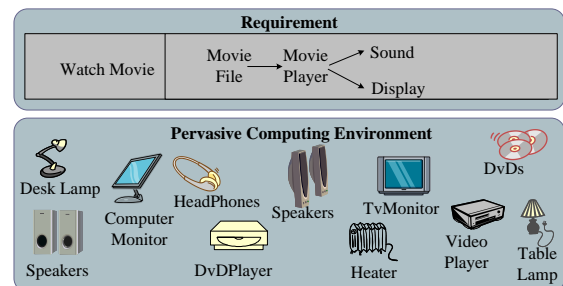 Requirement
Watch Movie
Movie
File
Movie
Player
Sound
Display
Pervasive Computing Environment
Desk Lamp
Computer
Monitor
HeadPhones
Speakers
TvMonitor
DvDs
Speakers
DvDPlayer
Heater
Video
Player
Table
Lamp